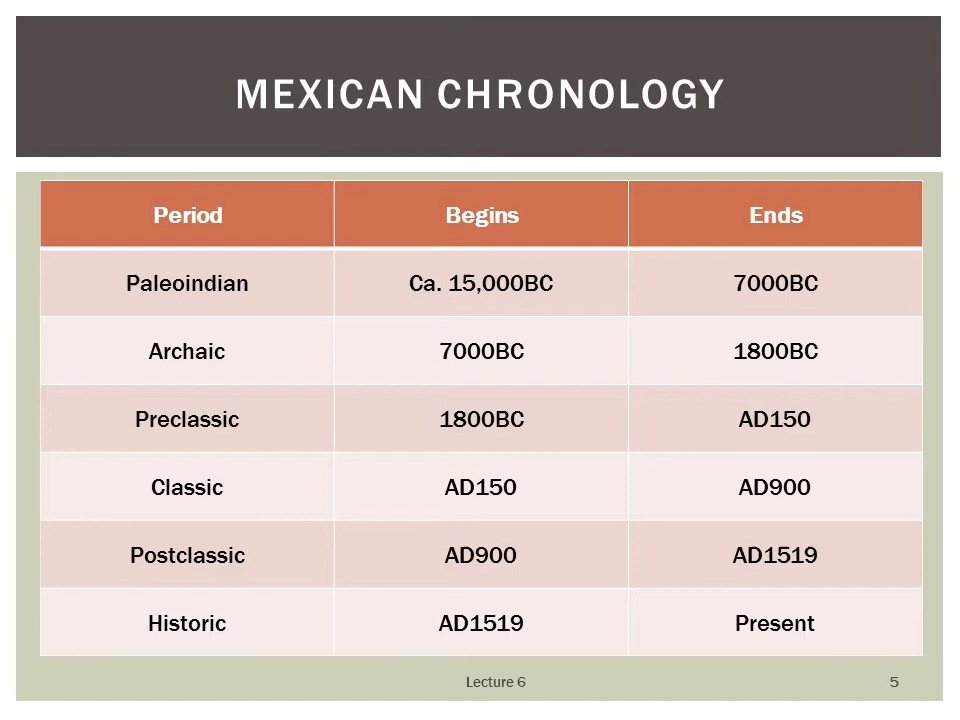 MEXICAN CHRONOLOGY
Period Begins Ends
Paleoindian Ca. 15,000BC 7000BC
Archaic 7000BC 1800BC
Preclassic 1800BC AD150
Classic AD150 AD900
Postclassic AD900 AD1519
Historic AD1519 Present
Lecture 6 5